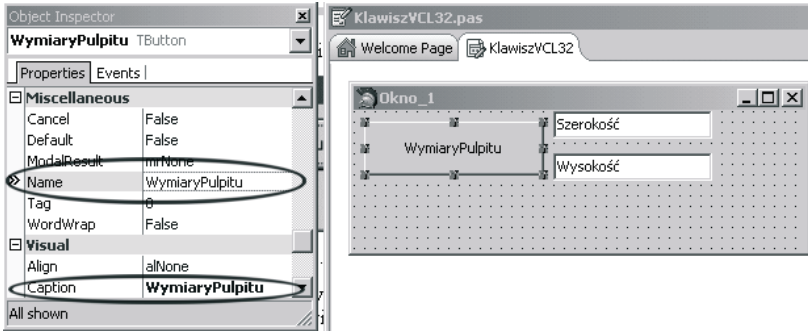 Object Inspector
WymiaryPulpitu TButton
Properties Events
Miscellaneous
Cancel False
Default False
ModalResult mrNone
Name WymiaryPulpitu
Tag 0
WordWrap False
Visual
Align alNone
Caption WymiaryPulpitu
All shown
KlawiszVCL32.pas
Welcome Page KlawiszVCL32
Okno_1
WymiaryPulpitu
Szerokość
Wysokość